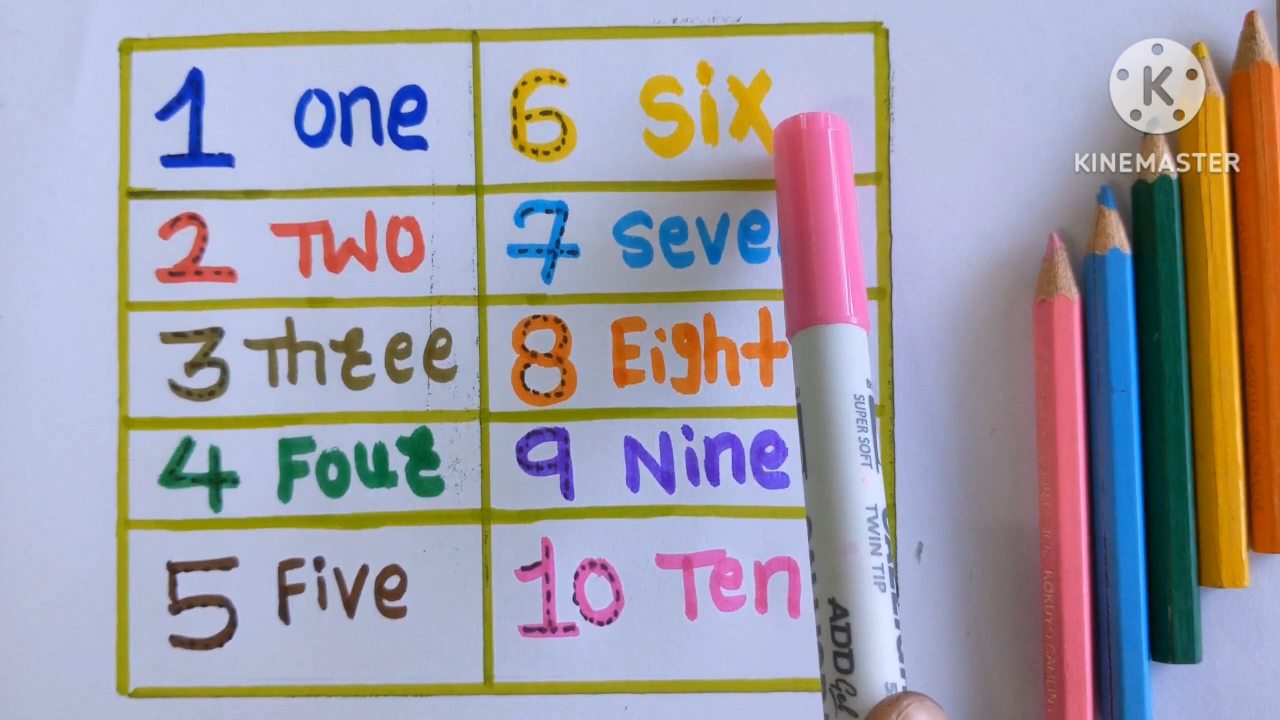 1 one
2 TWO
3 Three
4 Four
5 Five
6 Six
7 Seve
8 Eight
9 Nine
10 Ten
K
KINEMASTER
SUPER SOFT
TWIN TIP
ADD Gel